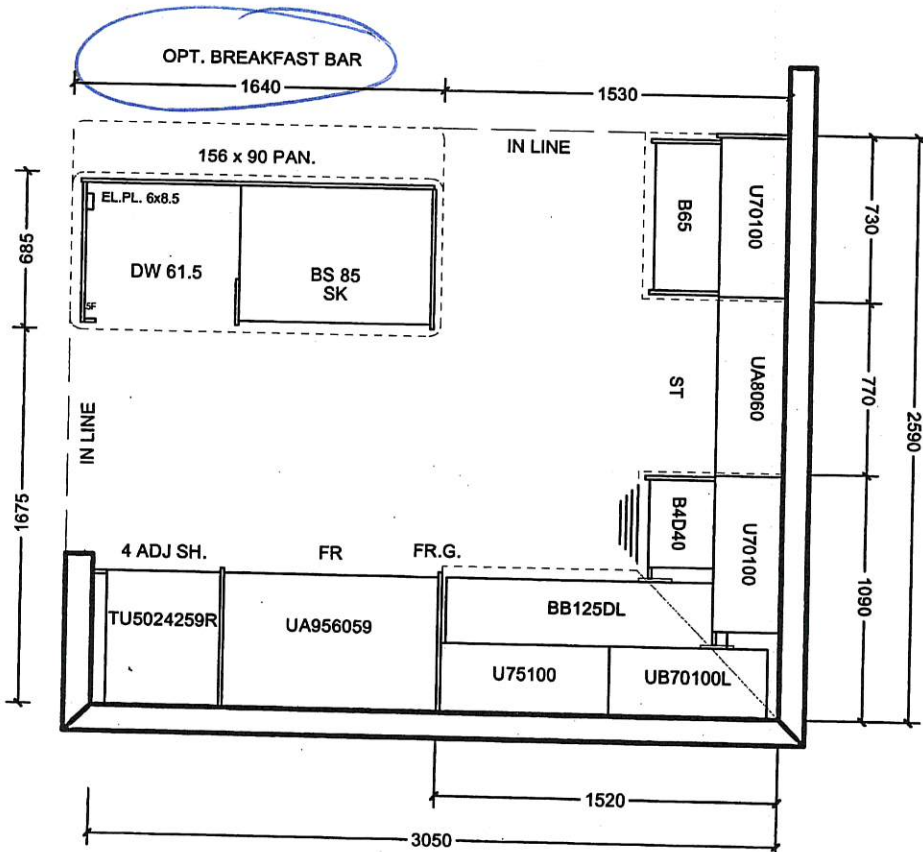 OPT. BREAKFAST BAR
1640
1530
IN LINE
156 x 90 PAN.
EL.PL. 6x8.5
DW 61.5
BS 85
SK
SF
B65
U70100
730
685
ST
UA8060
770
2590
IN LINE
1675
B4D40
U70100
1090
4 ADJ SH.
FR
FR.G.
TU5024259R
UA956059
BB125DL
U75100
UB70100L
1520
3050